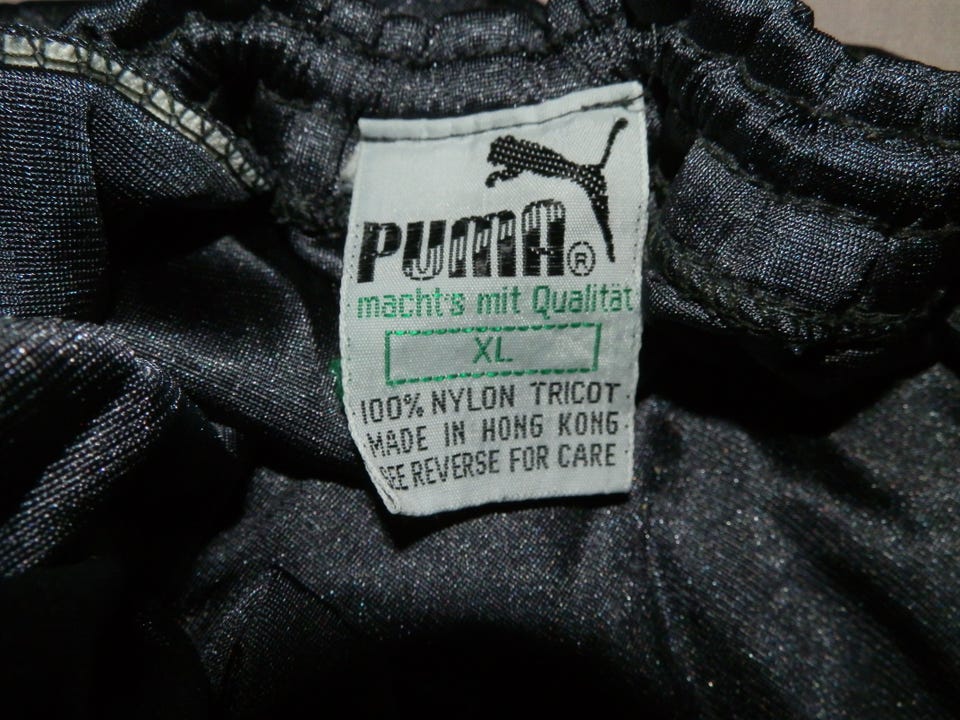 PUMA®
macht's mit Qualität
XL
100% NYLON TRICOT
MADE IN HONG KONG
SEE REVERSE FOR CARE